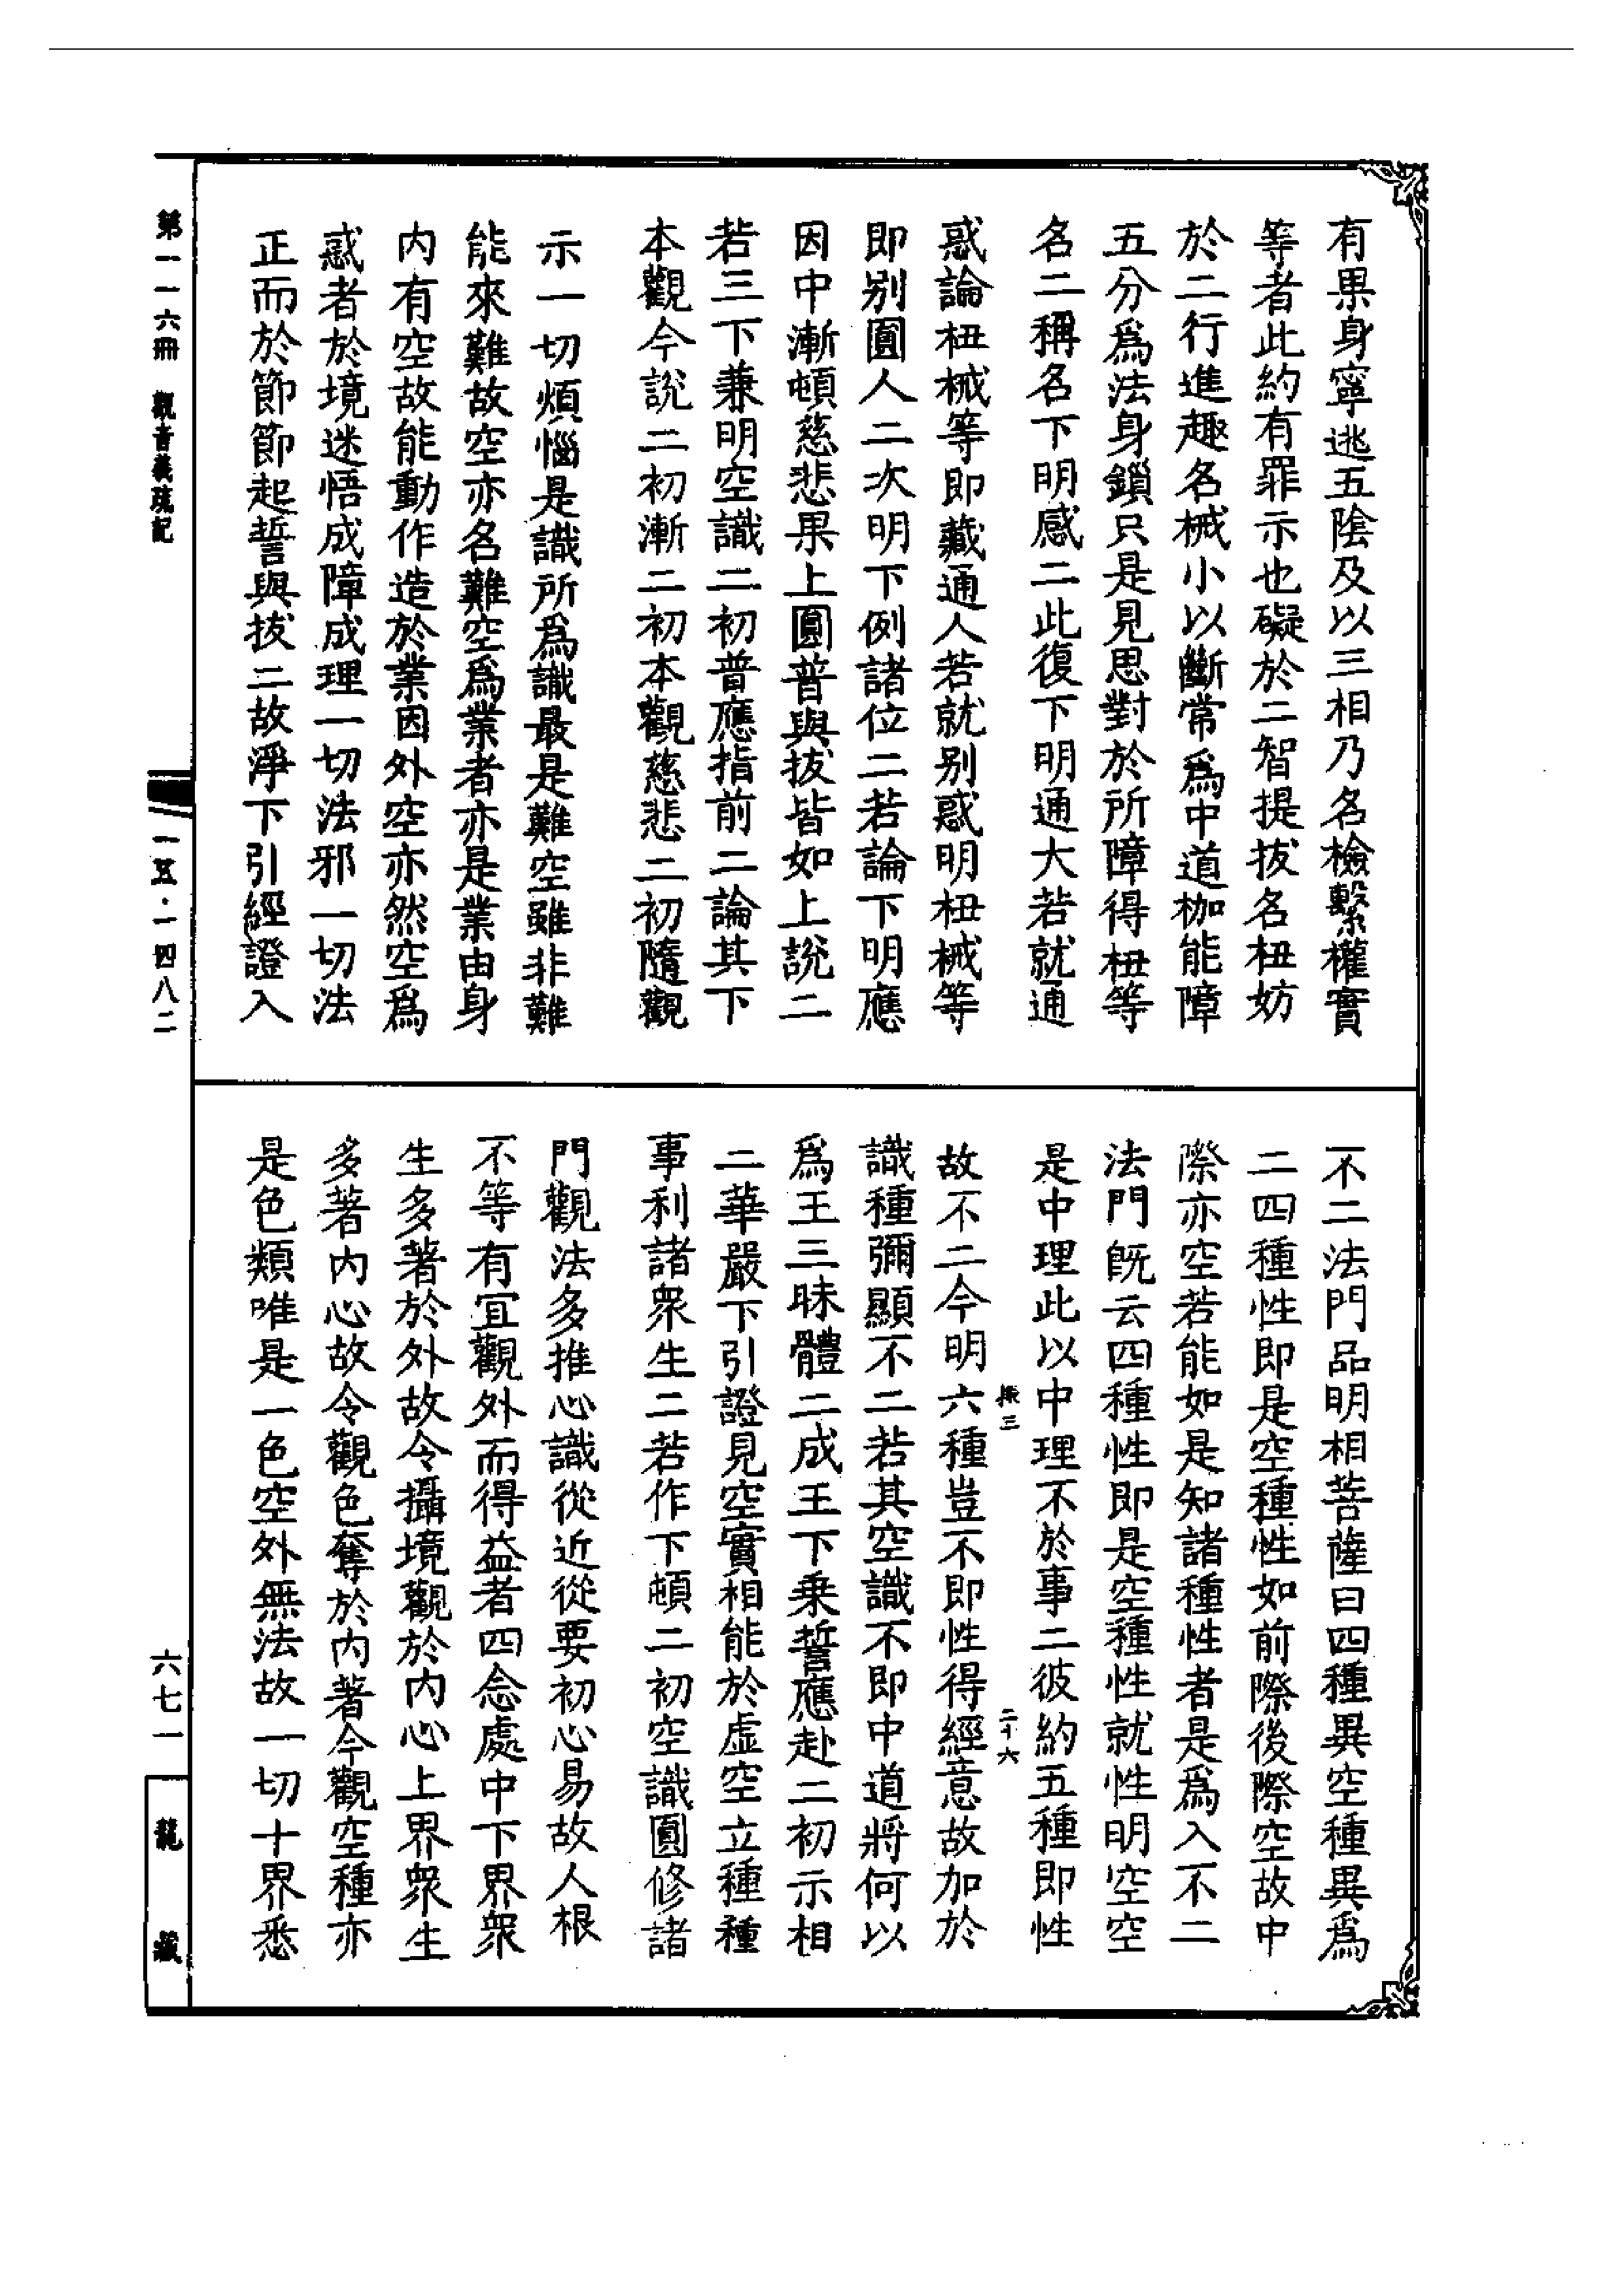 有果身寧逃五陰及以三相乃名檢繫權實
等者此約有罪示也礙於二智提拔名杻妨
於二行進趣名械小以斷常爲中道枷能障
五分爲法身鎖只是見思對於所障得杻等
名二稱名下明感二此復下明通大若就通
惑論杻械等即藏通人若就别惑明杻械等
即别圓人二次明下例諸位二若論下明應
因中漸頓慈悲果上圓普與拔皆如上說二
若三下兼明空識二初普應指前二論其下
本觀今說二初漸二初本觀慈悲二初隨觀
示一切煩惱是識所爲識最是難空雖非難
能來難故空亦名難空爲業者亦是業由身
内有空故能動作造於業因外空亦然空爲
惑者於境迷悟成障成理一切法邪一切法
正而於節節起誓與拔二故淨下引經證入
不二法門品明相菩薩曰四種異空種異爲
二四種性即是空種性如前際後際空故中
際亦空若能如是知諸種性者是爲入不二
法門旣云四種性即是空種性就性明空空
是中理此以中理不於事二彼約五種即性
故不二今明六種豈不即性得經意故加於
識種彌顯不二若其空識不即中道將何以
爲王三昧體二成王下乗誓應赴二初示相
二華嚴下引證見空實相能於虛空立種種
事利諸衆生二若作下頓二初空識圓修諸
門觀法多推心識從近從要初心易故人根
不等有宜觀外而得益者四念處中下界衆
生多著於外故令攝境觀於内心上界衆生
多著内心故令觀色奪於内著今觀空種亦
是色類唯是一色空外無法故一切十界悉
二十六
第一一六冊 觀音義疏記
一五·一四八二
六七一
龍藏